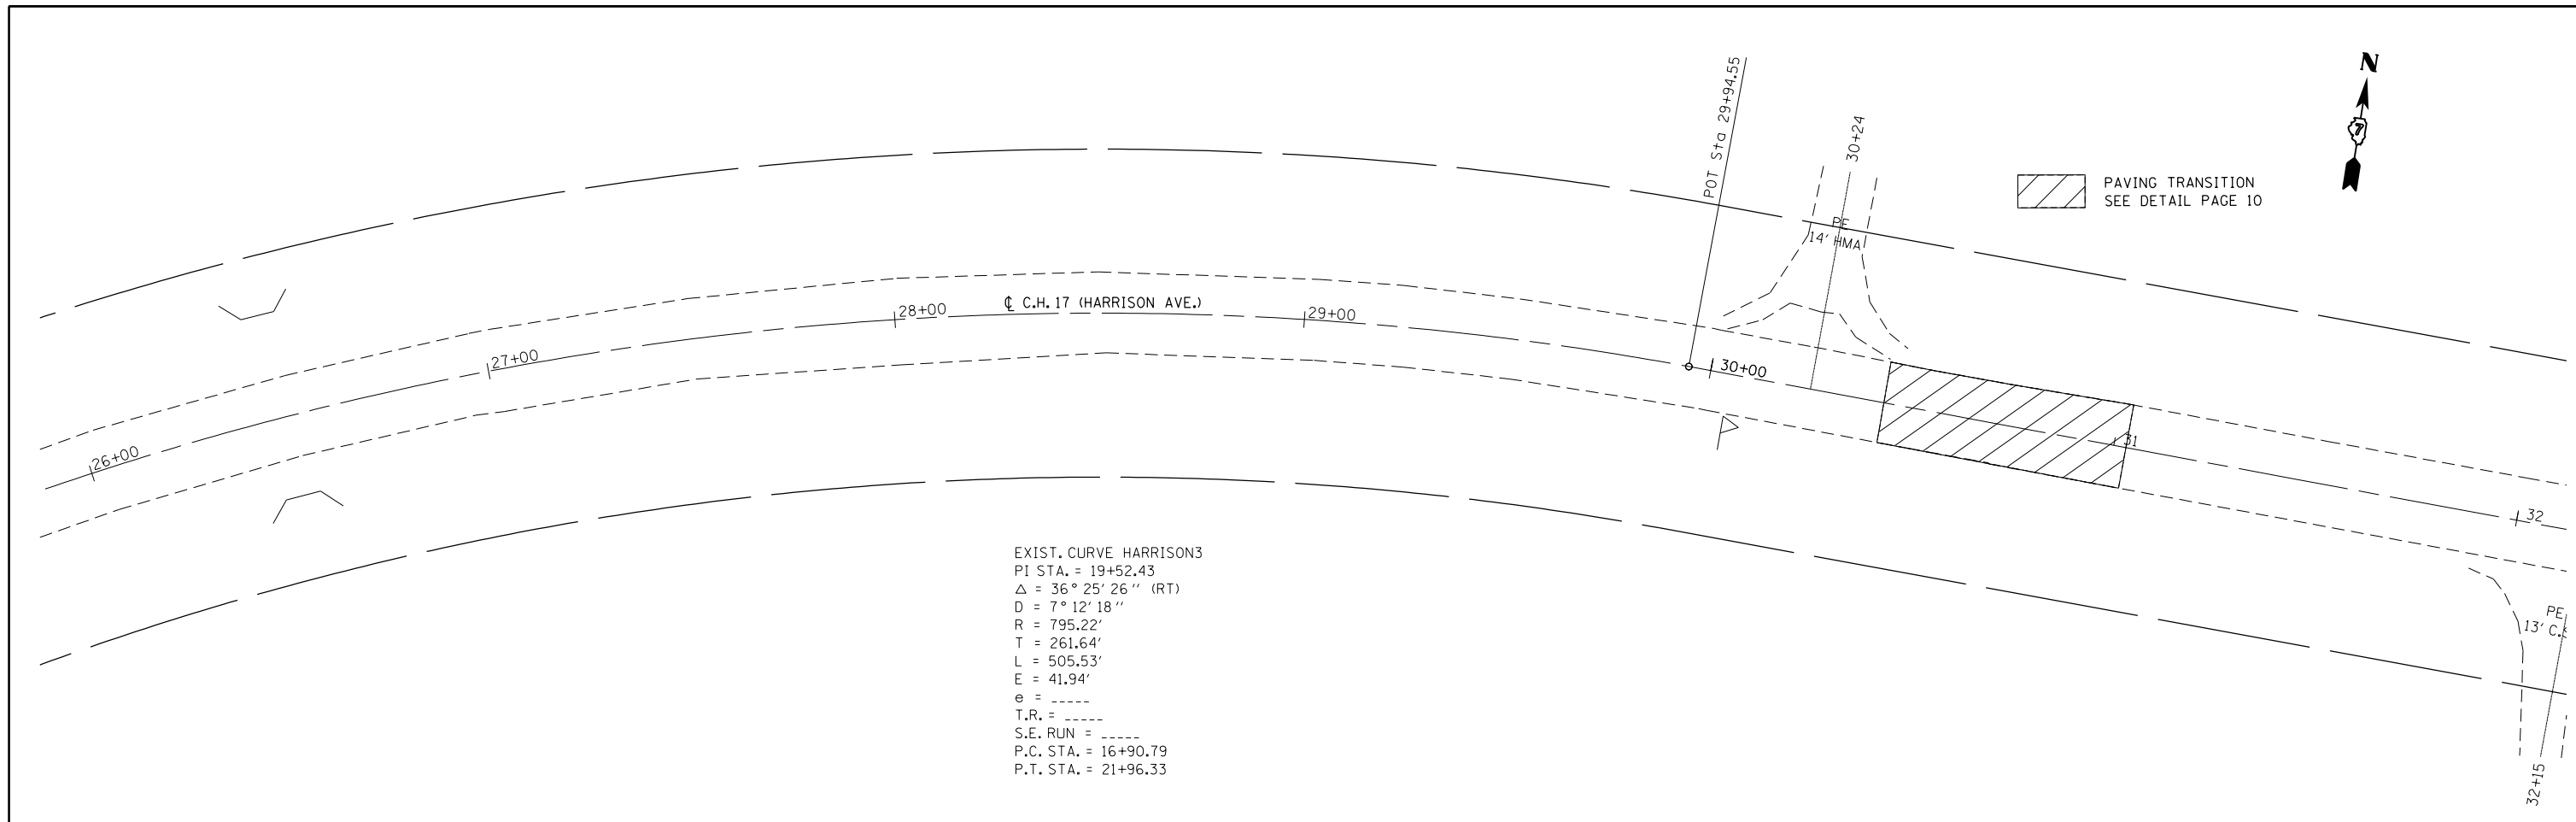 N
7
POT Sta 29+94.55
30+24
PAVING TRANSITION
SEE DETAIL PAGE 10
PE
14' HMA
℄ C.H. 17 (HARRISON AVE.)
26+00
27+00
28+00
29+00
30+00
31
32
EXIST. CURVE HARRISON3
PI STA. = 19+52.43
△ = 36° 25' 26" (RT)
D = 7° 12' 18"
R = 795.22'
T = 261.64'
L = 505.53'
E = 41.94'
e = _____
T.R. = _____
S.E. RUN = _____
P.C. STA. = 16+90.79
P.T. STA. = 21+96.33
PE
13' C.
32+15